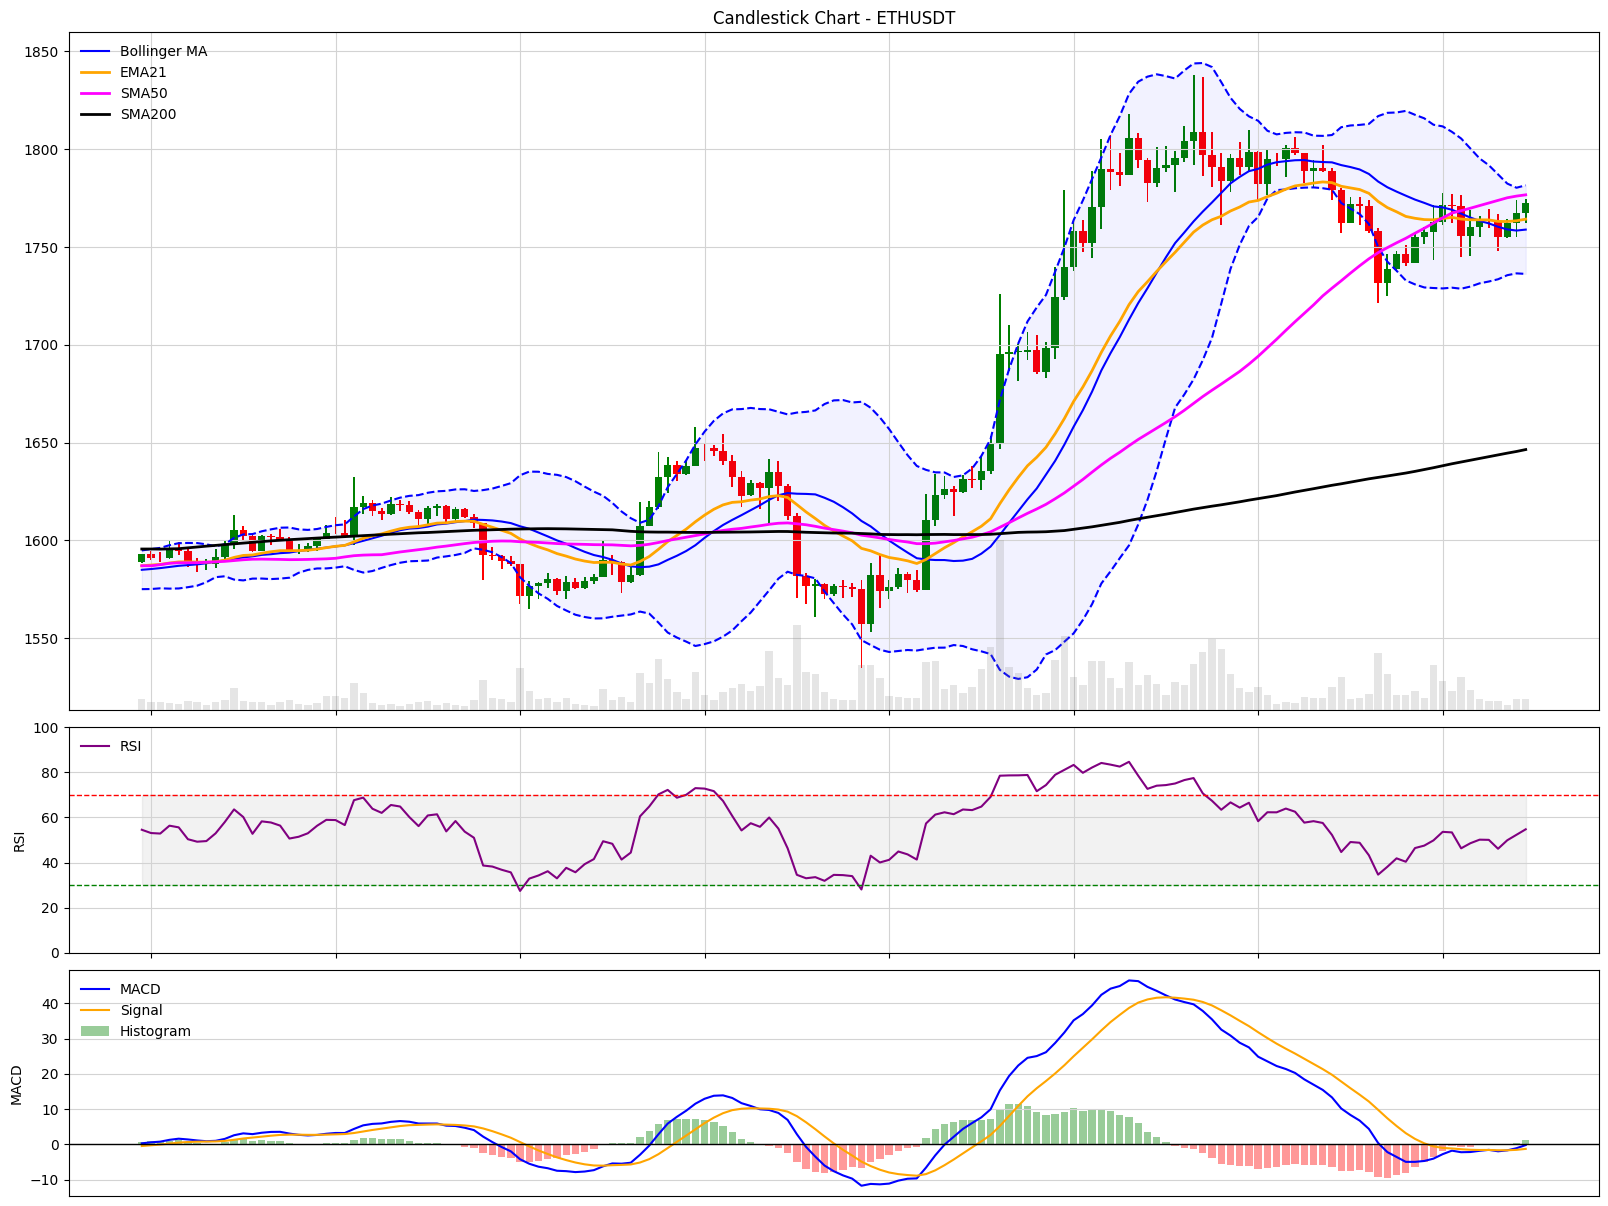 Candlestick Chart - ETHUSDT
1850
1800
1750
1700
1650
1600
1550
Bollinger MA
EMA21
SMA50
SMA200
100
80
60
40
20
0
RSI
RSI
40
30
20
10
0
−10
MACD
MACD
Signal
Histogram